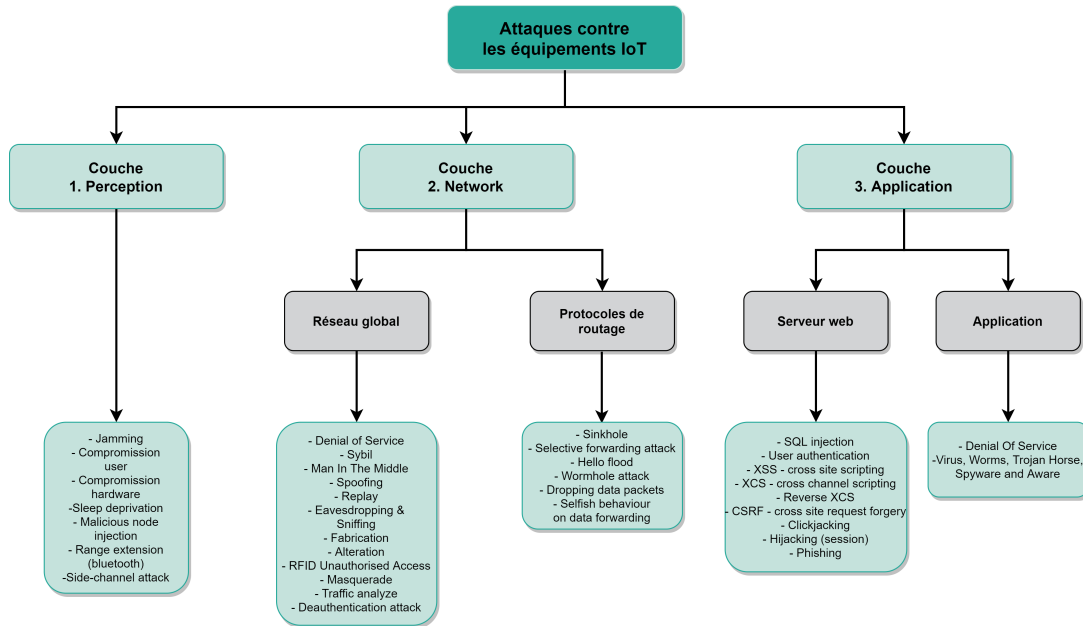 Attaques contre
les équipements IoT
Couche
1. Perception
Couche
2. Network
Couche
3. Application
Réseau global
Protocoles de
routage
Serveur web
Application
- Jamming
- Compromission
user
- Compromission
hardware
-Sleep deprivation
- Malicious node
injection
- Range extension
(bluetooth)
-Side-channel attack
- Denial of Service
- Sybil
- Man In The Middle
- Spoofing
- Replay
- Eavesdropping &
Sniffing
- Fabrication
- Alteration
- RFID Unauthorised Access
- Masquerade
- Traffic analyze
- Deauthentication attack
- Sinkhole
- Selective forwarding attack
- Hello flood
- Wormhole attack
- Dropping data packets
- Selfish behaviour
on data forwarding
- SQL injection
- User authentication
- XSS - cross site scripting
- XCS - cross channel scripting
- Reverse XCS
- CSRF - cross site request forgery
- Clickjacking
- Hijacking (session)
- Phishing
- Denial Of Service
-Virus, Worms, Trojan Horse,
Spyware and Aware